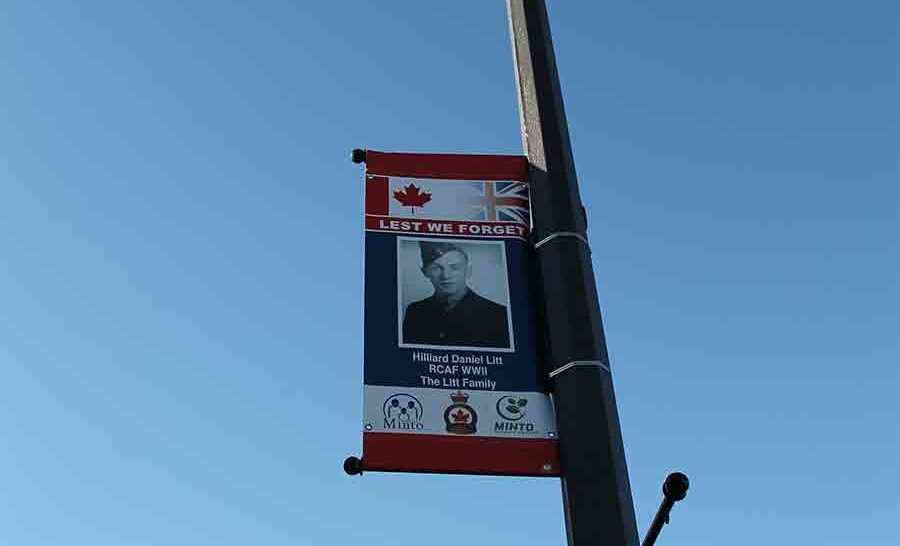 LEST WE FORGET
Hilliard Daniel Litt
RCAF WWII
The Litt Family
Minto
MINTO